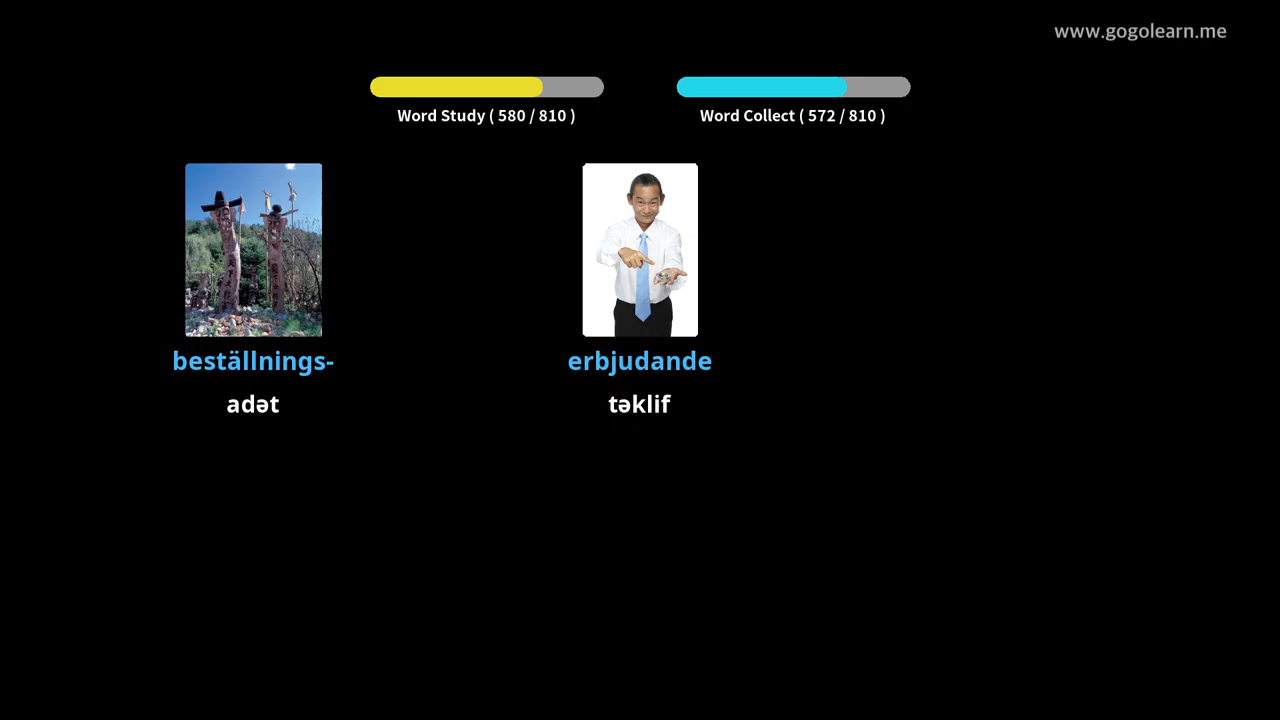 www.gogolearn.me
Word Study ( 580 / 810 )
Word Collect ( 572 / 810 )
beställnings-
erbjudande
adət
təklif